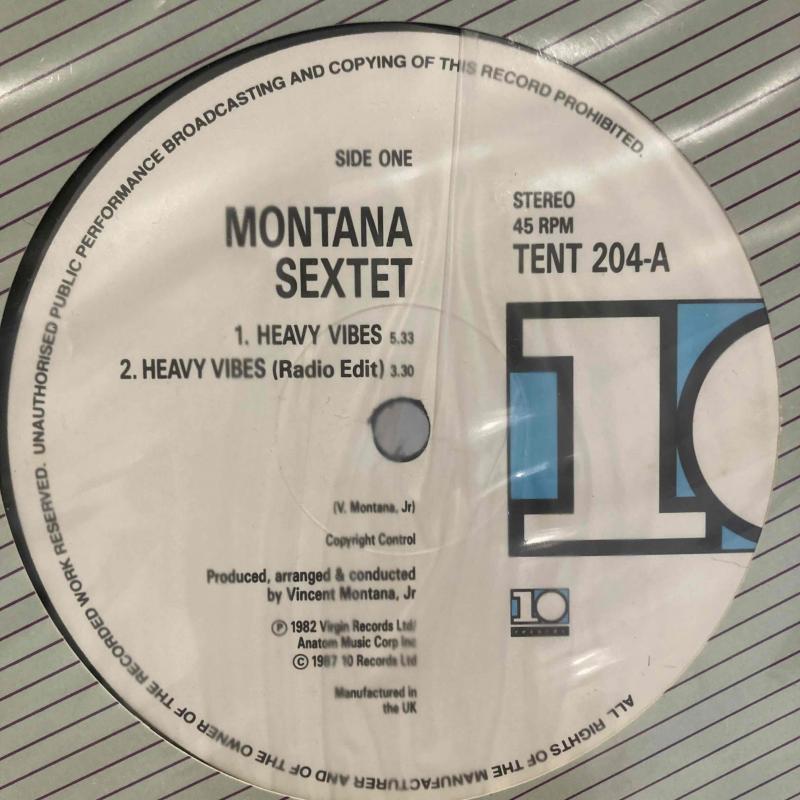 UNAUTHORISED PUBLIC PERFORMANCE BROADCASTING AND COPYING OF THIS RECORD PROHIBITED.
SIDE ONE
MONTANA
SEXTET
1. HEAVY VIBES 5.33
2. HEAVY VIBES (Radio Edit) 3.30
STEREO
45 RPM
TENT 204-A
10
(V. Montana, Jr)
Copyright Control
Produced, arranged & conducted
by Vincent Montana, Jr
℗ 1982 Virgin Records Ltd/
Anatom Music Corp Inc
© 1987 10 Records Ltd
Manufactured in
the UK
10
RECORDS
ALL RIGHTS OF THE MANUFACTURER AND OF THE OWNER OF THE RECORDED WORK RESERVED.